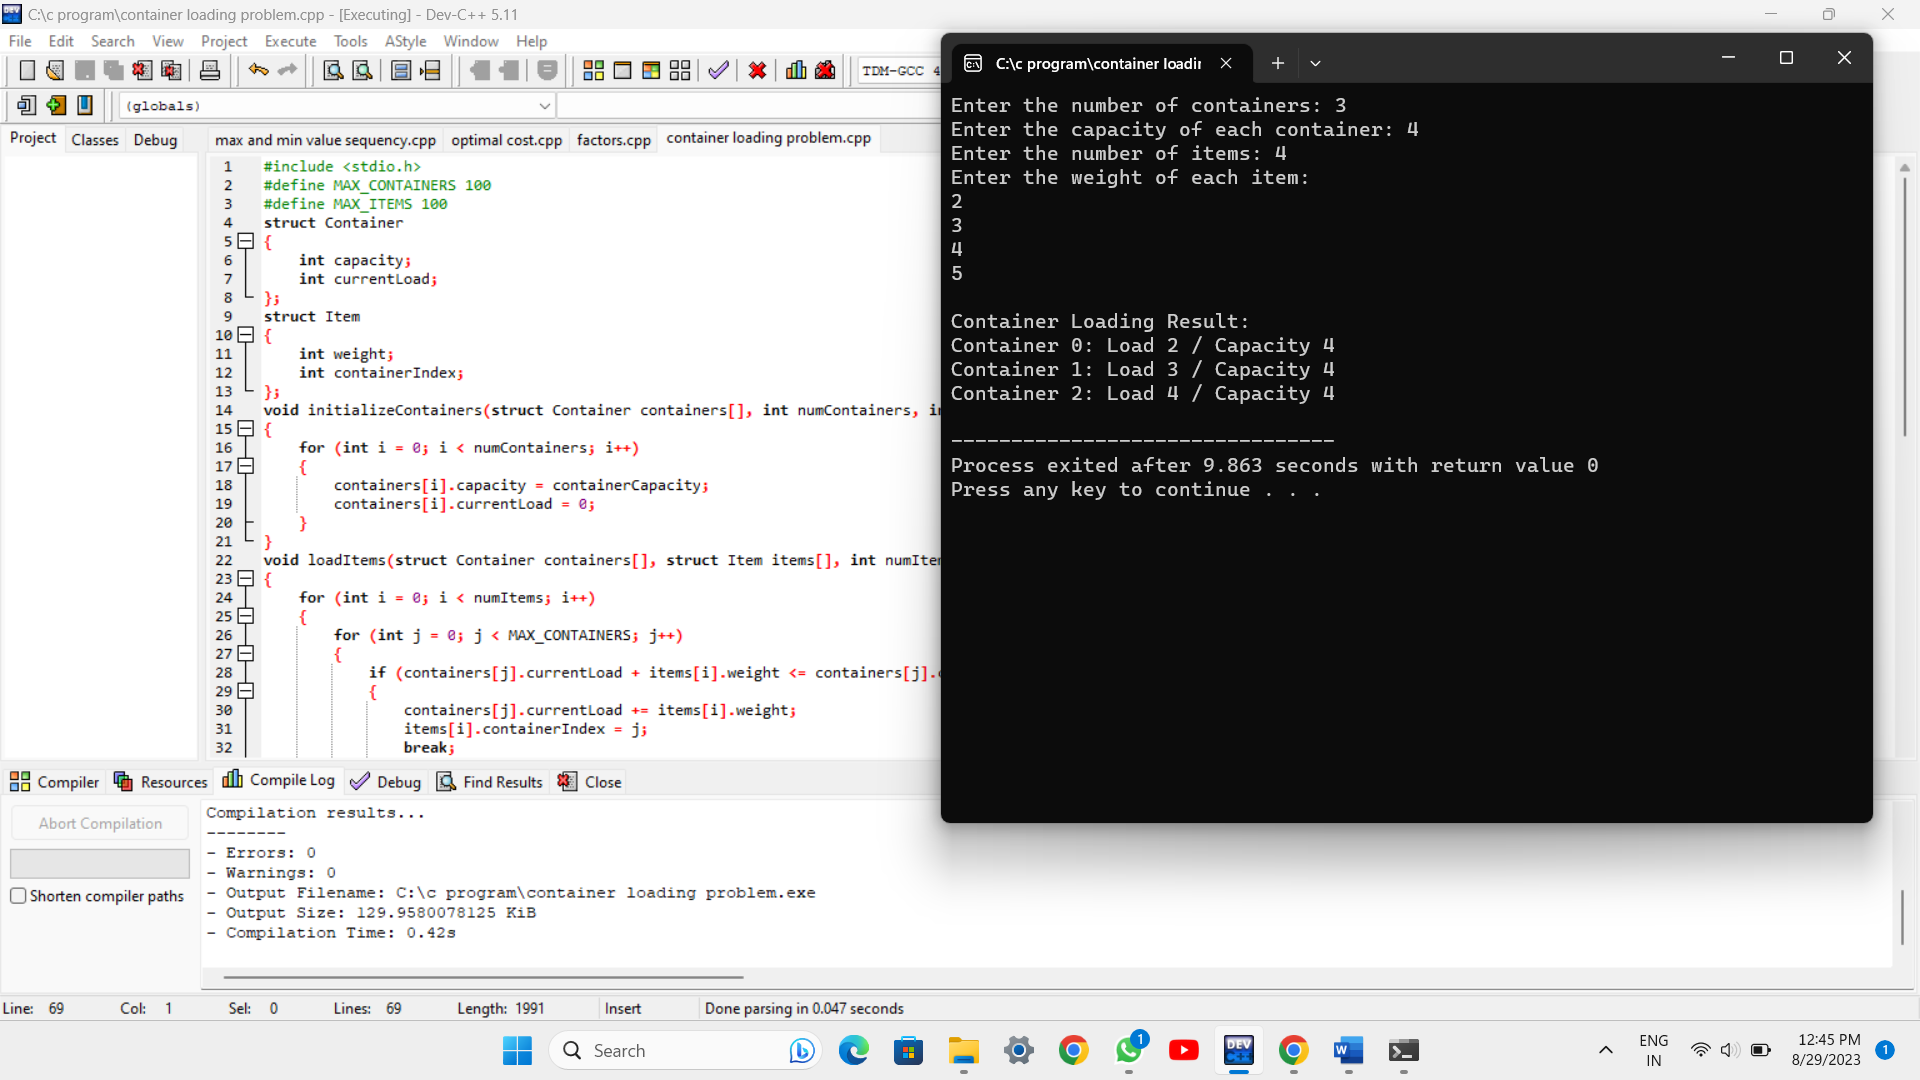 C:\c program\container loading problem.cpp - [Executing] - Dev-C++ 5.11
File Edit Search View Project Execute Tools AStyle Window Help
TDM-GCC 4
(globals)
Project Classes Debug
max and min value sequency.cpp optimal cost.cpp factors.cpp container loading problem.cpp
1 #include <stdio.h>
2 #define MAX_CONTAINERS 100
3 #define MAX_ITEMS 100
4 struct Container
5 {
6 int capacity;
7 int currentLoad;
8 };
9 struct Item
10 {
11 int weight;
12 int containerIndex;
13 };
14 void initializeContainers(struct Container containers[], int numContainers,
15 {
16 for (int i = 0; i < numContainers; i++)
17 {
18 containers[i].capacity = containerCapacity;
19 containers[i].currentLoad = 0;
20 }
21 }
22 void loadItems(struct Container containers[], struct Item items[], int numIte
23 {
24 for (int i = 0; i < numItems; i++)
25 {
26 for (int j = 0; j < MAX_CONTAINERS; j++)
27 {
28 if (containers[j].currentLoad + items[i].weight <= containers[j].
29 {
30 containers[j].currentLoad += items[i].weight;
31 items[i].containerIndex = j;
32 break;
C:\c program\container loadin
Enter the number of containers: 3
Enter the capacity of each container: 4
Enter the number of items: 4
Enter the weight of each item:
2
3
4
5
Container Loading Result:
Container 0: Load 2 / Capacity 4
Container 1: Load 3 / Capacity 4
Container 2: Load 4 / Capacity 4
--------------------------------
Process exited after 9.863 seconds with return value 0
Press any key to continue . . .
Compiler Resources Compile Log Debug Find Results Close
Abort Compilation
Shorten compiler paths
Compilation results...
--------
- Errors: 0
- Warnings: 0
- Output Filename: C:\c program\container loading problem.exe
- Output Size: 129.9580078125 KiB
- Compilation Time: 0.42s
Line: 69 Col: 1 Sel: 0 Lines: 69 Length: 1991 Insert Done parsing in 0.047 seconds
Search
DEV
1
W
ENG
IN
12:45 PM
8/29/2023
1